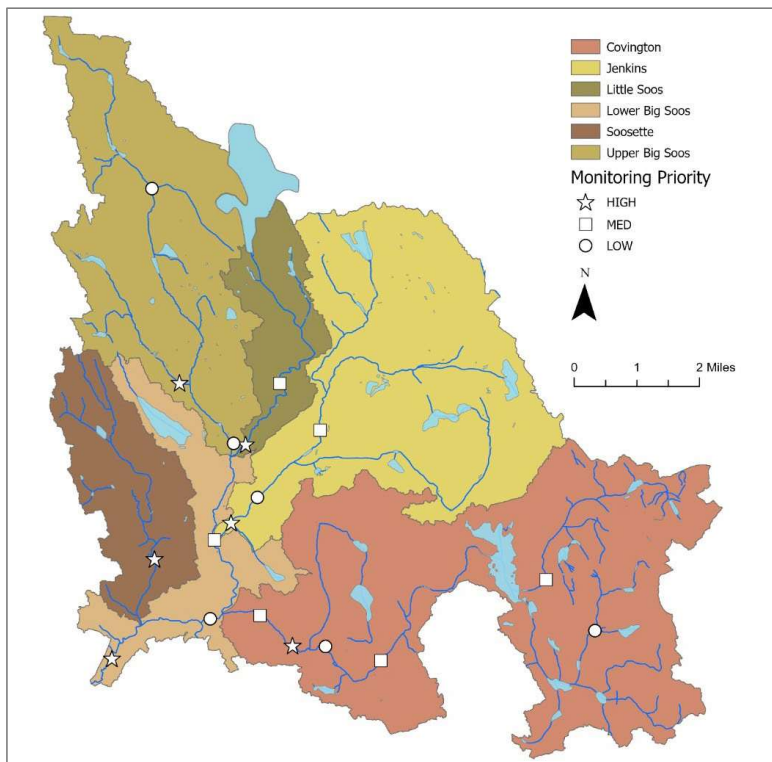 Covington
Jenkins
Little Soos
Lower Big Soos
Soosette
Upper Big Soos
Monitoring Priority
HIGH
MED
LOW
N
0 1 2 Miles